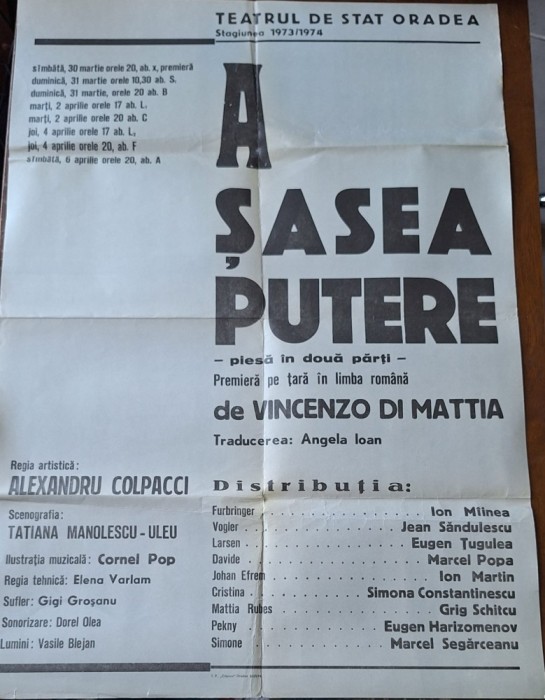 TEATRUL DE STAT ORADEA
Stagiunea 1973/1974
sîmbătă, 30 martie orele 20, ab. x, premieră
duminică, 31 martie orele 10,30 ab. S.
duminică, 31 martie, orele 20 ab. B
marți, 2 aprilie orele 17 ab. L.
marți, 2 aprilie orele 20 ab. C
joi, 4 aprilie orele 17 ab. L.
joi, 4 aprilie orele 20, ab. F
sîmbătă, 6 aprilie orele 20, ab. A
A
ȘASEA
PUTERE
– piesă în două părți –
Premieră pe țară în limba română
de VINCENZO DI MATTIA
Traducerea: Angela Ioan
Regia artistică:
ALEXANDRU COLPACCI
Scenografia:
TATIANA MANOLESCU-ULEU
Ilustrația muzicală: Cornel Pop
Regia tehnică: Elena Varlam
Sufler: Gigi Groșanu
Sonorizare: Dorel Olea
Lumini: Vasile Blejan
Distribuția:
Furbringer . . . . . . . . . . Ion Mîinea
Vogler . . . . . . . . . . Jean Săndulescu
Larsen . . . . . . . . . . Eugen Țugulea
Davide . . . . . . . . . . Marcel Popa
Johan Efrem . . . . . . . . . . Ion Martin
Cristina . . . . . . . . . . Simona Constantinescu
Mattia Rubes . . . . . . . . . . Grig Schitcu
Pekny . . . . . . . . . . Eugen Harizomenov
Simone . . . . . . . . . . Marcel Segărceanu